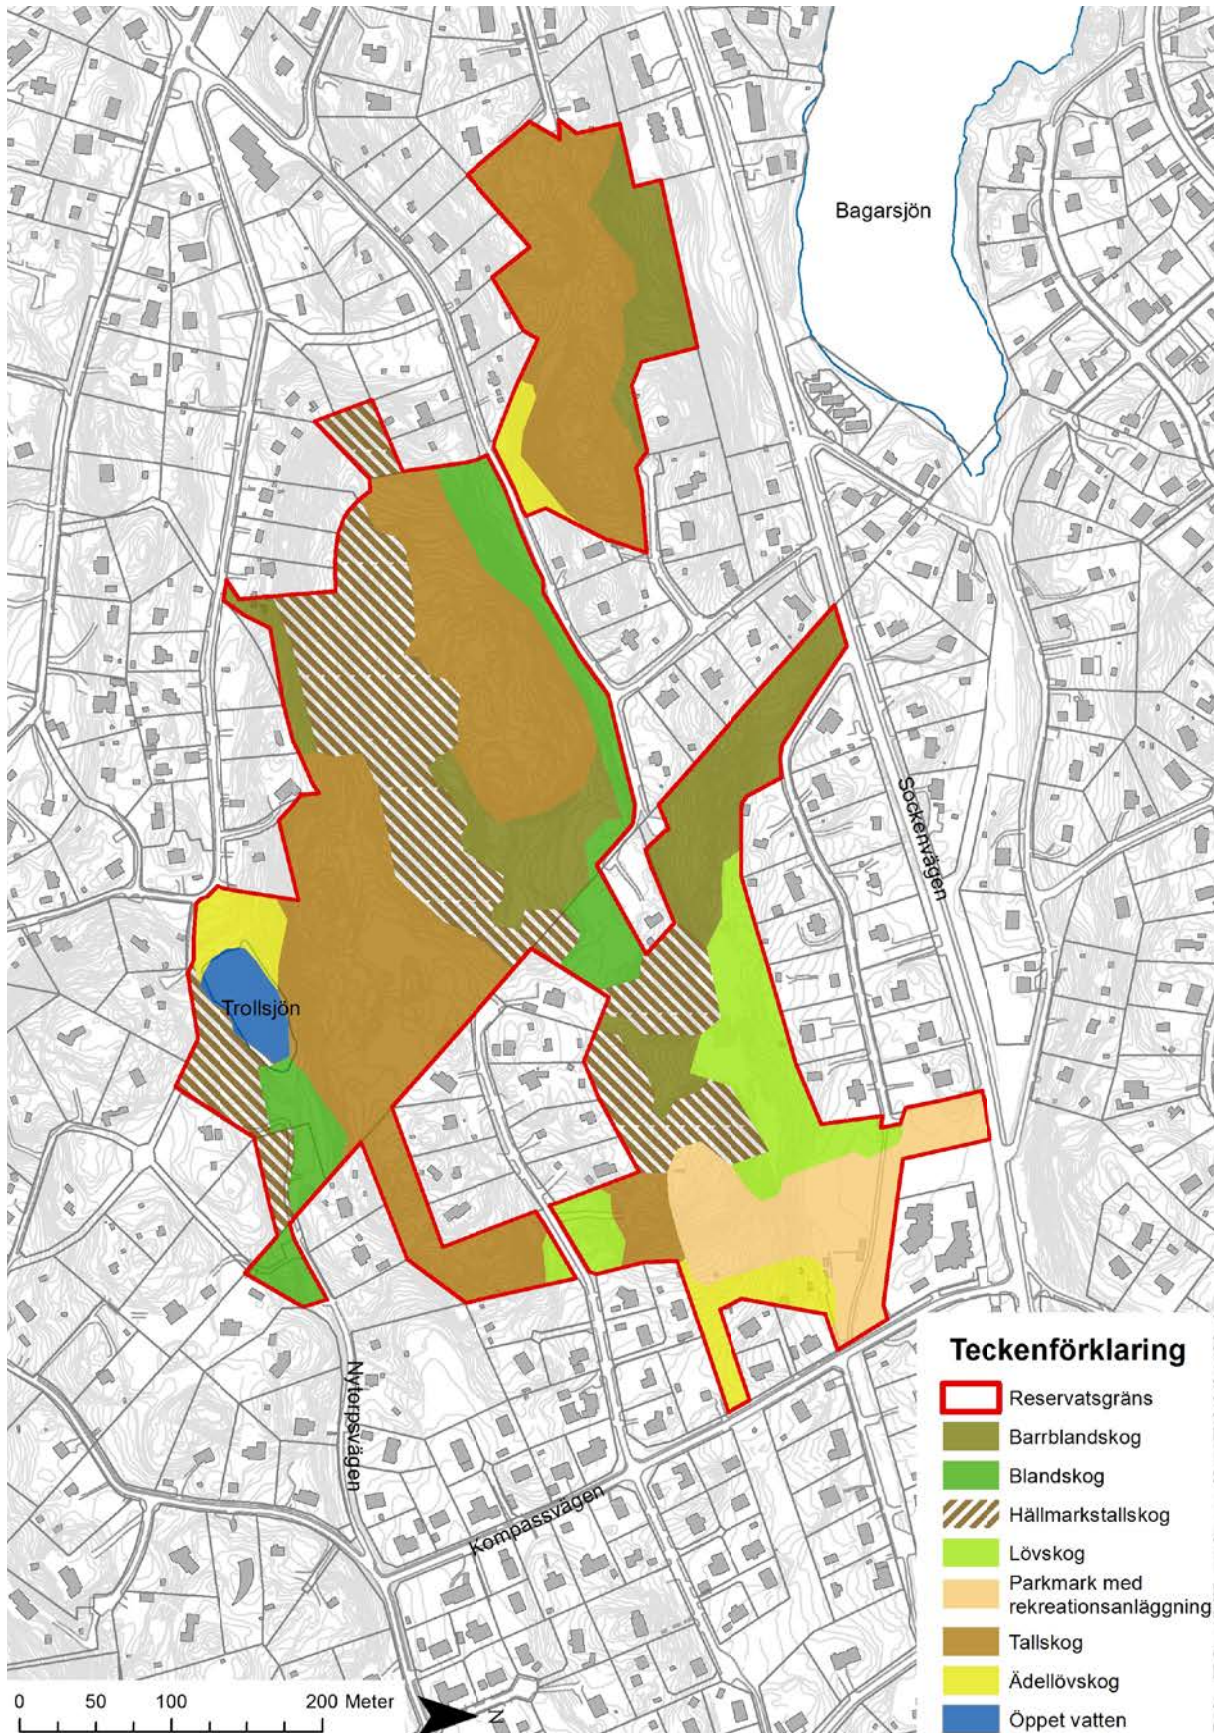 Bagarsjön
Sockenvägen
Trollsjön
Nytorpsvägen
Kompassvägen
Teckenförklaring
Reservatsgräns
Barrblandskog
Blandskog
Hällmarkstallskog
Lövskog
Parkmark med
rekreationsanläggning
Tallskog
Ädellövskog
Öppet vatten
0 50 100 200 Meter
N